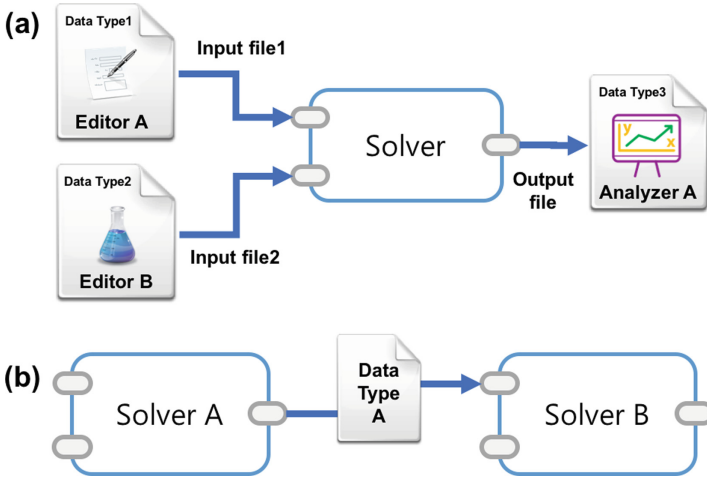 (a)
Data Type1
Editor A
Input file1
Data Type2
Editor B
Input file2
Solver
Output
file
Data Type3
y
x
Analyzer A
(b)
Solver A
Data
Type
A
Solver B